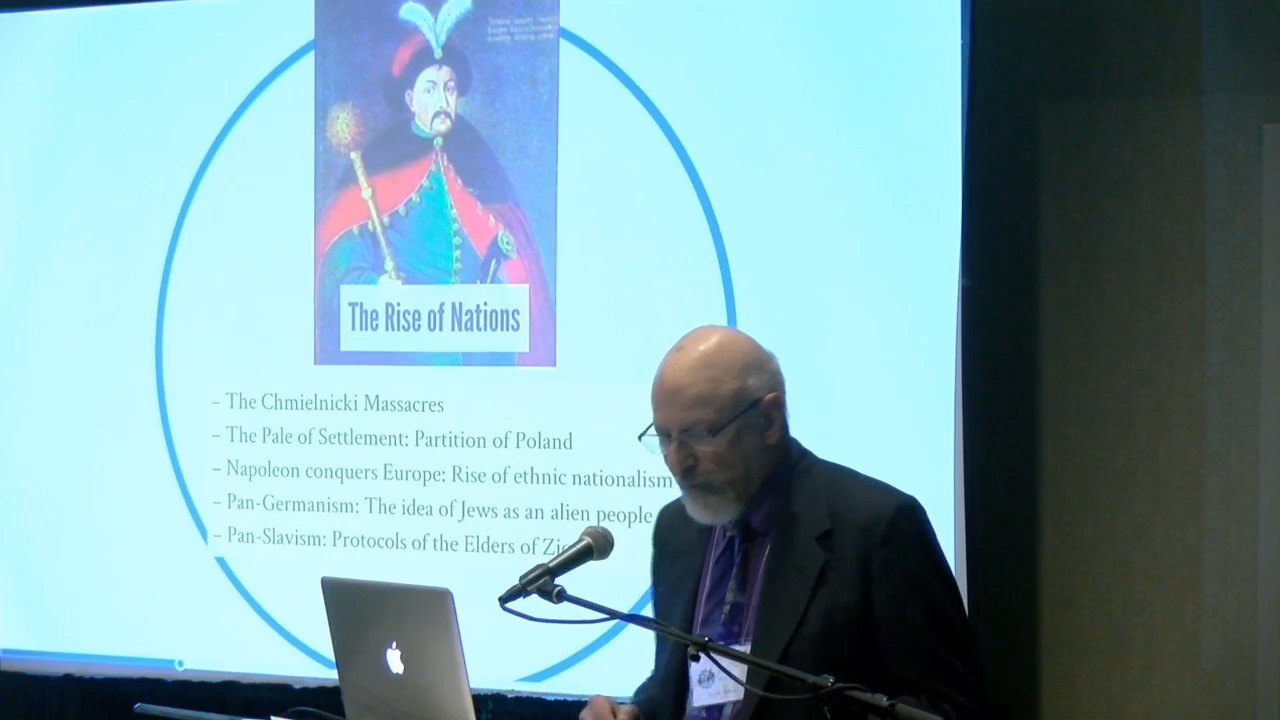 The Rise of Nations
– The Chmielnicki Massacres
– The Pale of Settlement: Partition of Poland
– Napoleon conquers Europe: Rise of ethnic nationalism
– Pan-Germanism: The idea of Jews as an alien people
– Pan-Slavism: Protocols of the Elders of